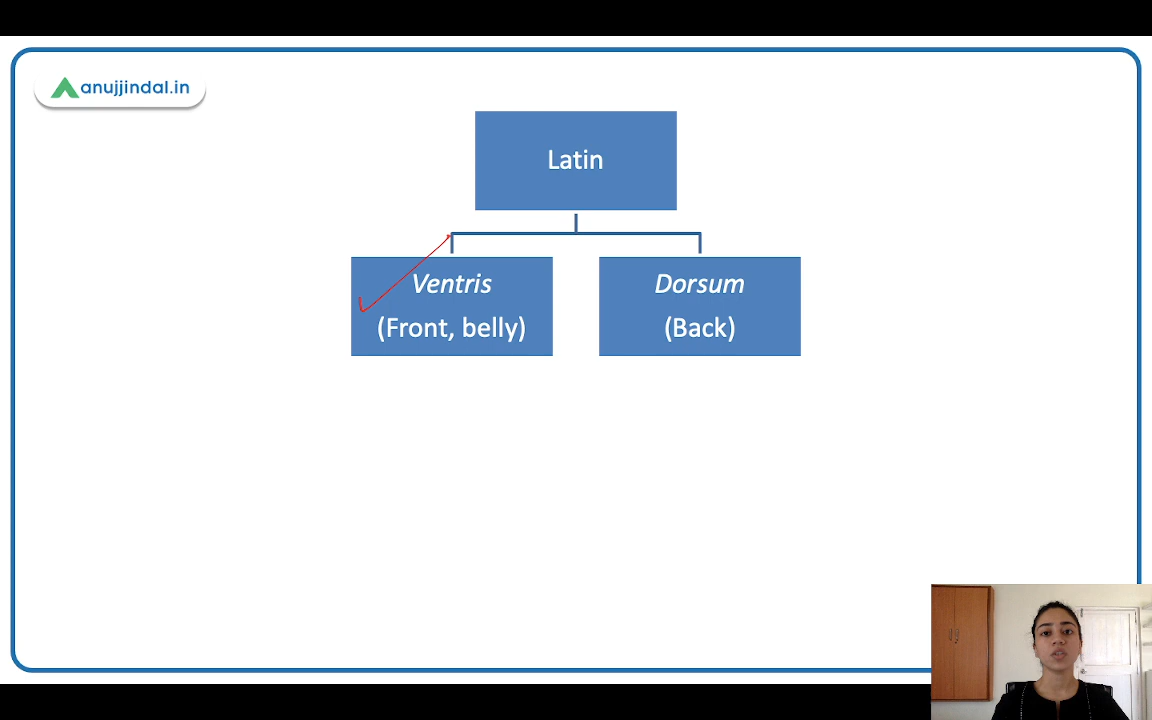 anujjindal.in
Latin
Ventris
(Front, belly)
Dorsum
(Back)